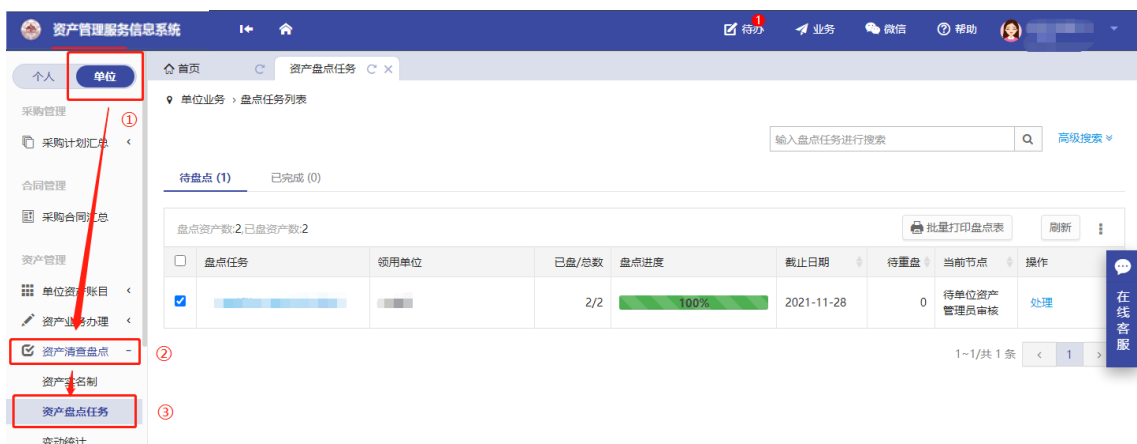 资产管理服务信息系统
1
待办
业务
微信
帮助
个人
单位
首页
资产盘点任务
单位业务 › 盘点任务列表
采购管理
①
采购计划汇总
输入盘点任务进行搜索
高级搜索
待盘点 (1)
已完成 (0)
合同管理
采购合同汇总
盘点资产数:2,已盘资产数:2
批量打印盘点表
刷新
资产管理
盘点任务
领用单位
已盘/总数
盘点进度
截止日期
待重盘
当前节点
操作
单位资产账目
2/2
100%
2021-11-28
0
待单位资产
管理员审核
处理
在线客服
资产业务办理
资产清查盘点
②
1~1/共 1 条
‹ 1 ›
资产实名制
资产盘点任务
③
变动统计